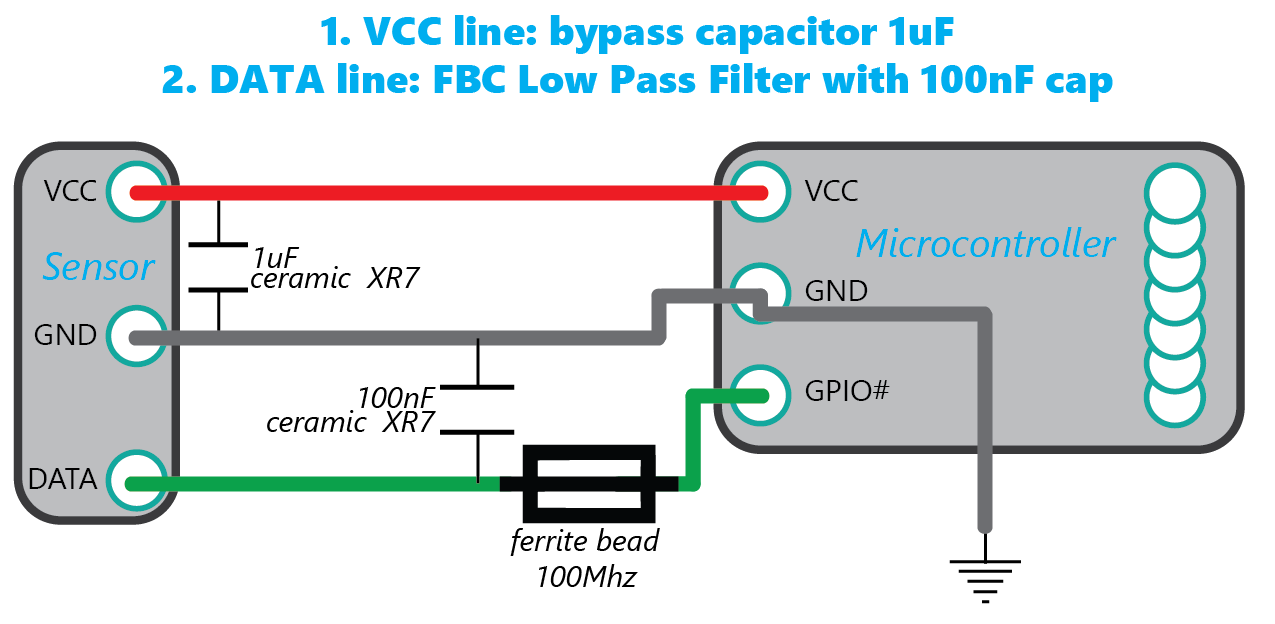 1. VCC line: bypass capacitor 1uF
2. DATA line: FBC Low Pass Filter with 100nF cap
VCC
VCC
Sensor
1uF
ceramic XR7
Microcontroller
GND
GND
100nF
ceramic XR7
GPIO#
DATA
ferrite bead
100Mhz